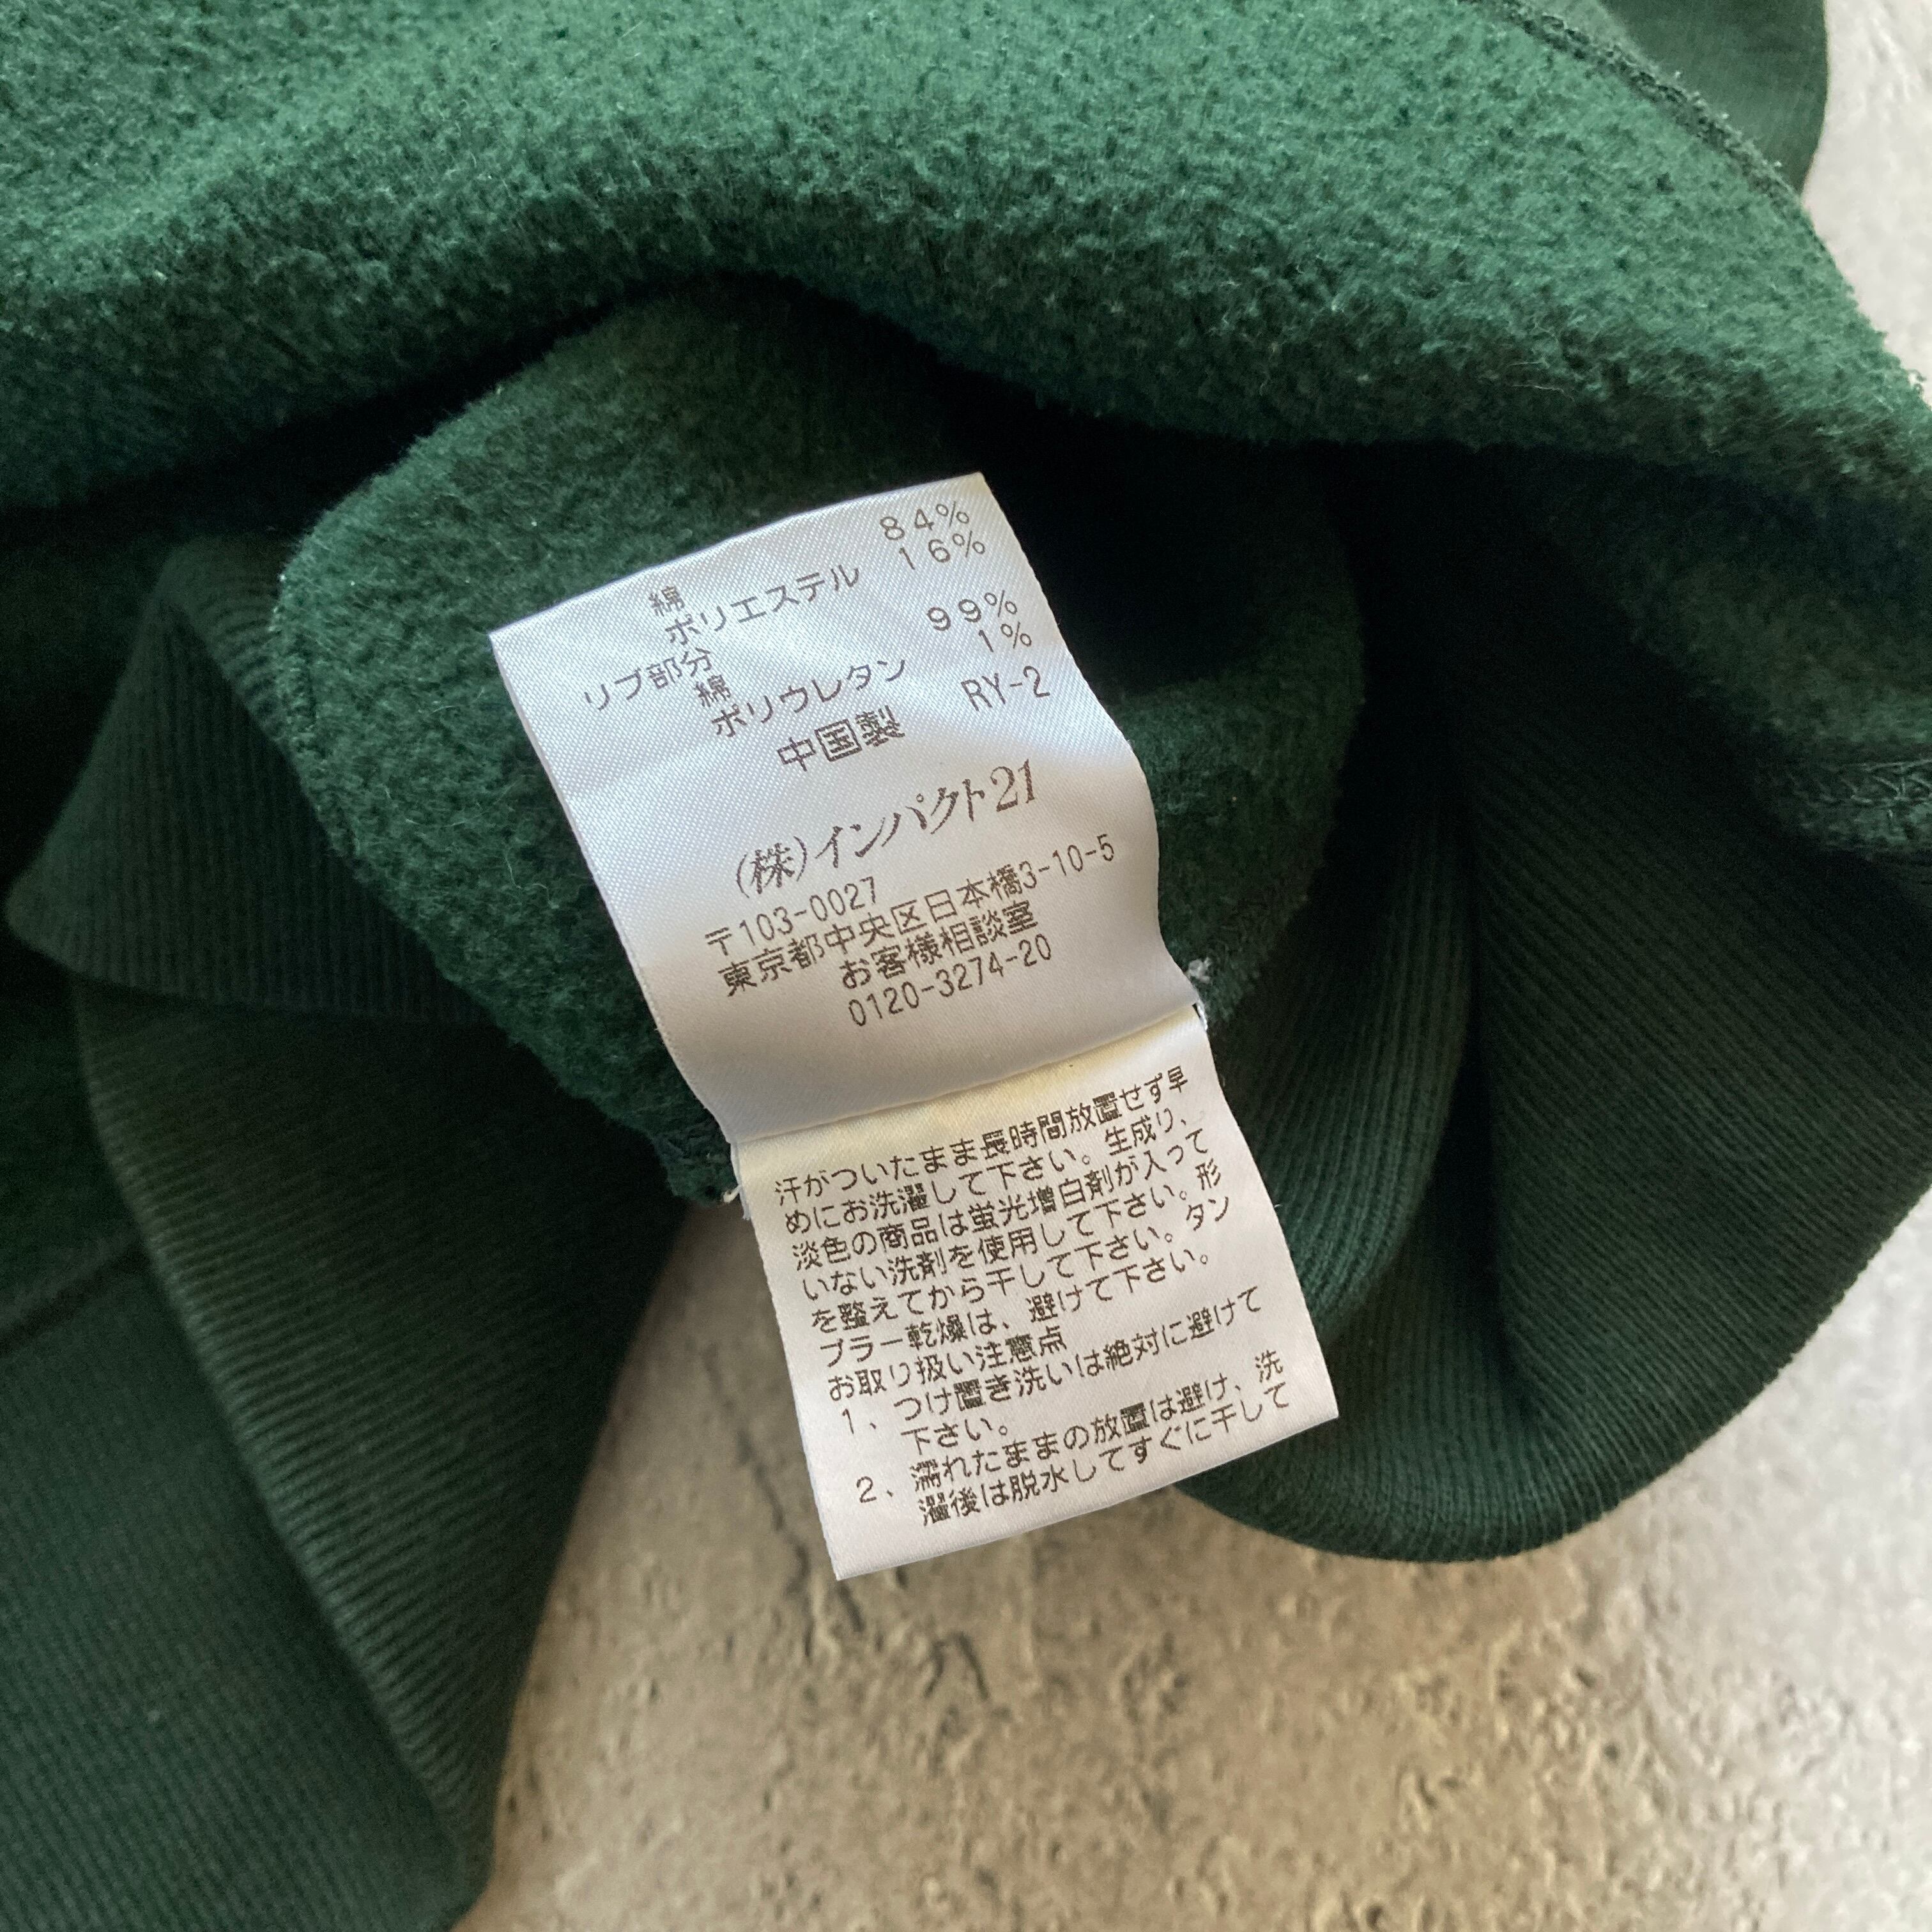 綿 84%
ポリエステル 16%
リブ部分
綿 99%
ポリウレタン 1%
中国製 RY-2
(株)インパクト21
〒103-0027
東京都中央区日本橋3-10-5
お客様相談室
0120-3274-20
汗がついたまま長時間放置せず早
めにお洗濯して下さい。生成り、
淡色の商品は蛍光増白剤が入って
いない洗剤を使用して下さい。形
を整えてから干して下さい。タン
ブラー乾燥は、避けて下さい。
お取り扱い注意点
1、つけ置き洗いは絶対に避けて
下さい。
2、濡れたままの放置は避け、洗
濯後は脱水してすぐに干して